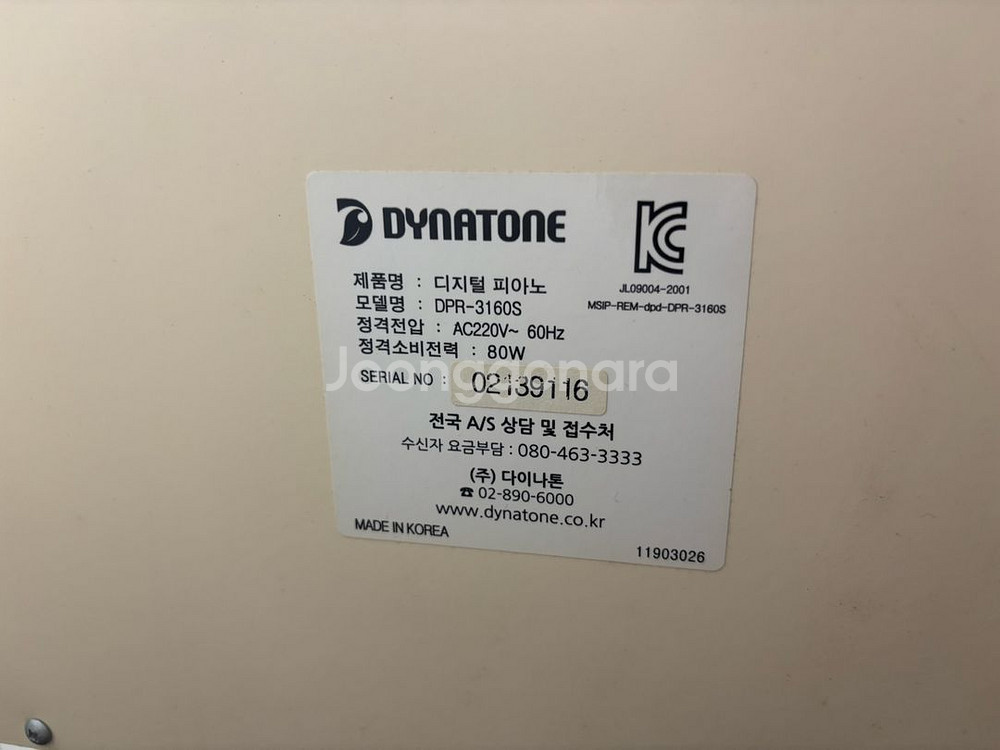 DYNATONE
KC
JL09004-2001
MSIP-REM-dpd-DPR-3160S
제품명 : 디지털 피아노
모델명 : DPR-3160S
정격전압 : AC220V~ 60Hz
정격소비전력 : 80W
Joonggonara
SERIAL NO : 02139116
전국 A/S 상담 및 접수처
수신자 요금부담 : 080-463-3333
(주) 다이나톤
☎ 02-890-6000
www.dynatone.co.kr
MADE IN KOREA
11903026